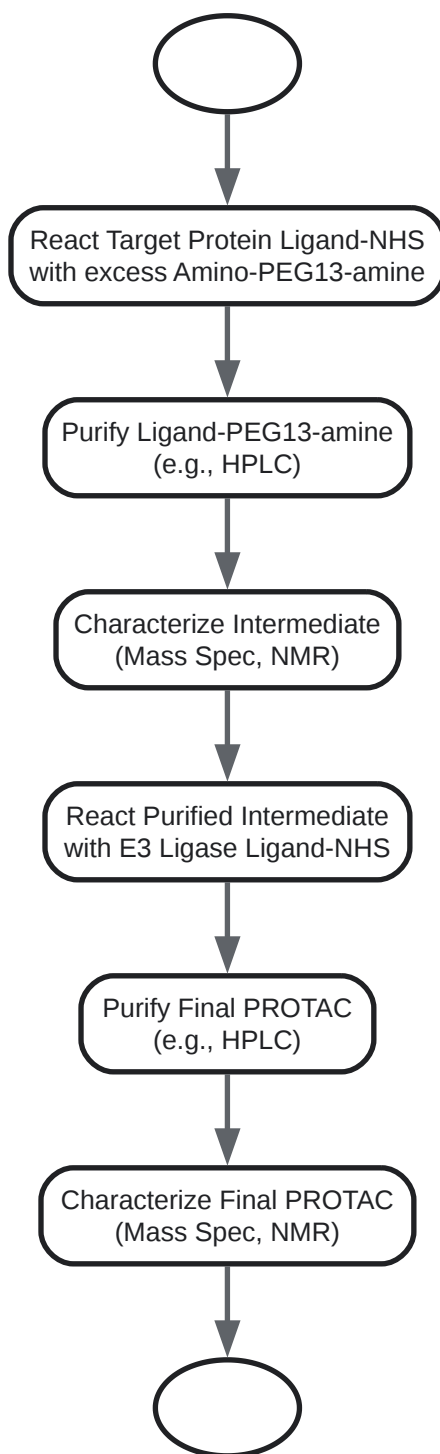 React Target Protein Ligand-NHS
with excess Amino-PEG13-amine
Purify Ligand-PEG13-amine
(e.g., HPLC)
Characterize Intermediate
(Mass Spec, NMR)
React Purified Intermediate
with E3 Ligase Ligand-NHS
Purify Final PROTAC
(e.g., HPLC)
Characterize Final PROTAC
(Mass Spec, NMR)